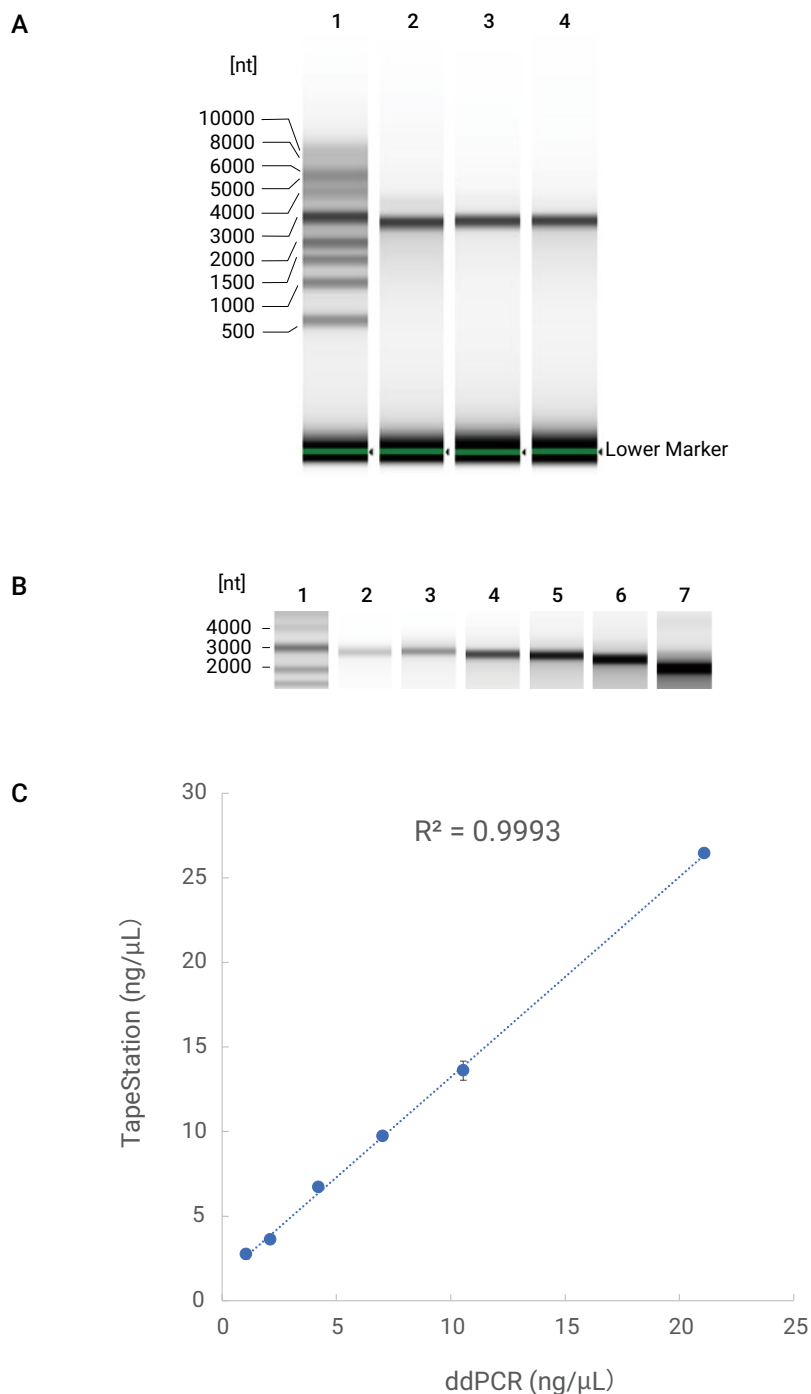 A
1 2 3 4
[nt]
10000
8000
6000
5000
4000
3000
2000
1500
1000
500
Lower Marker
B
[nt]
1 2 3 4 5 6 7
4000
3000
2000
C
30
R² = 0.9993
25
20
15
10
5
0
TapeStation (ng/µL)
0 5 10 15 20 25
ddPCR (ng/µL)